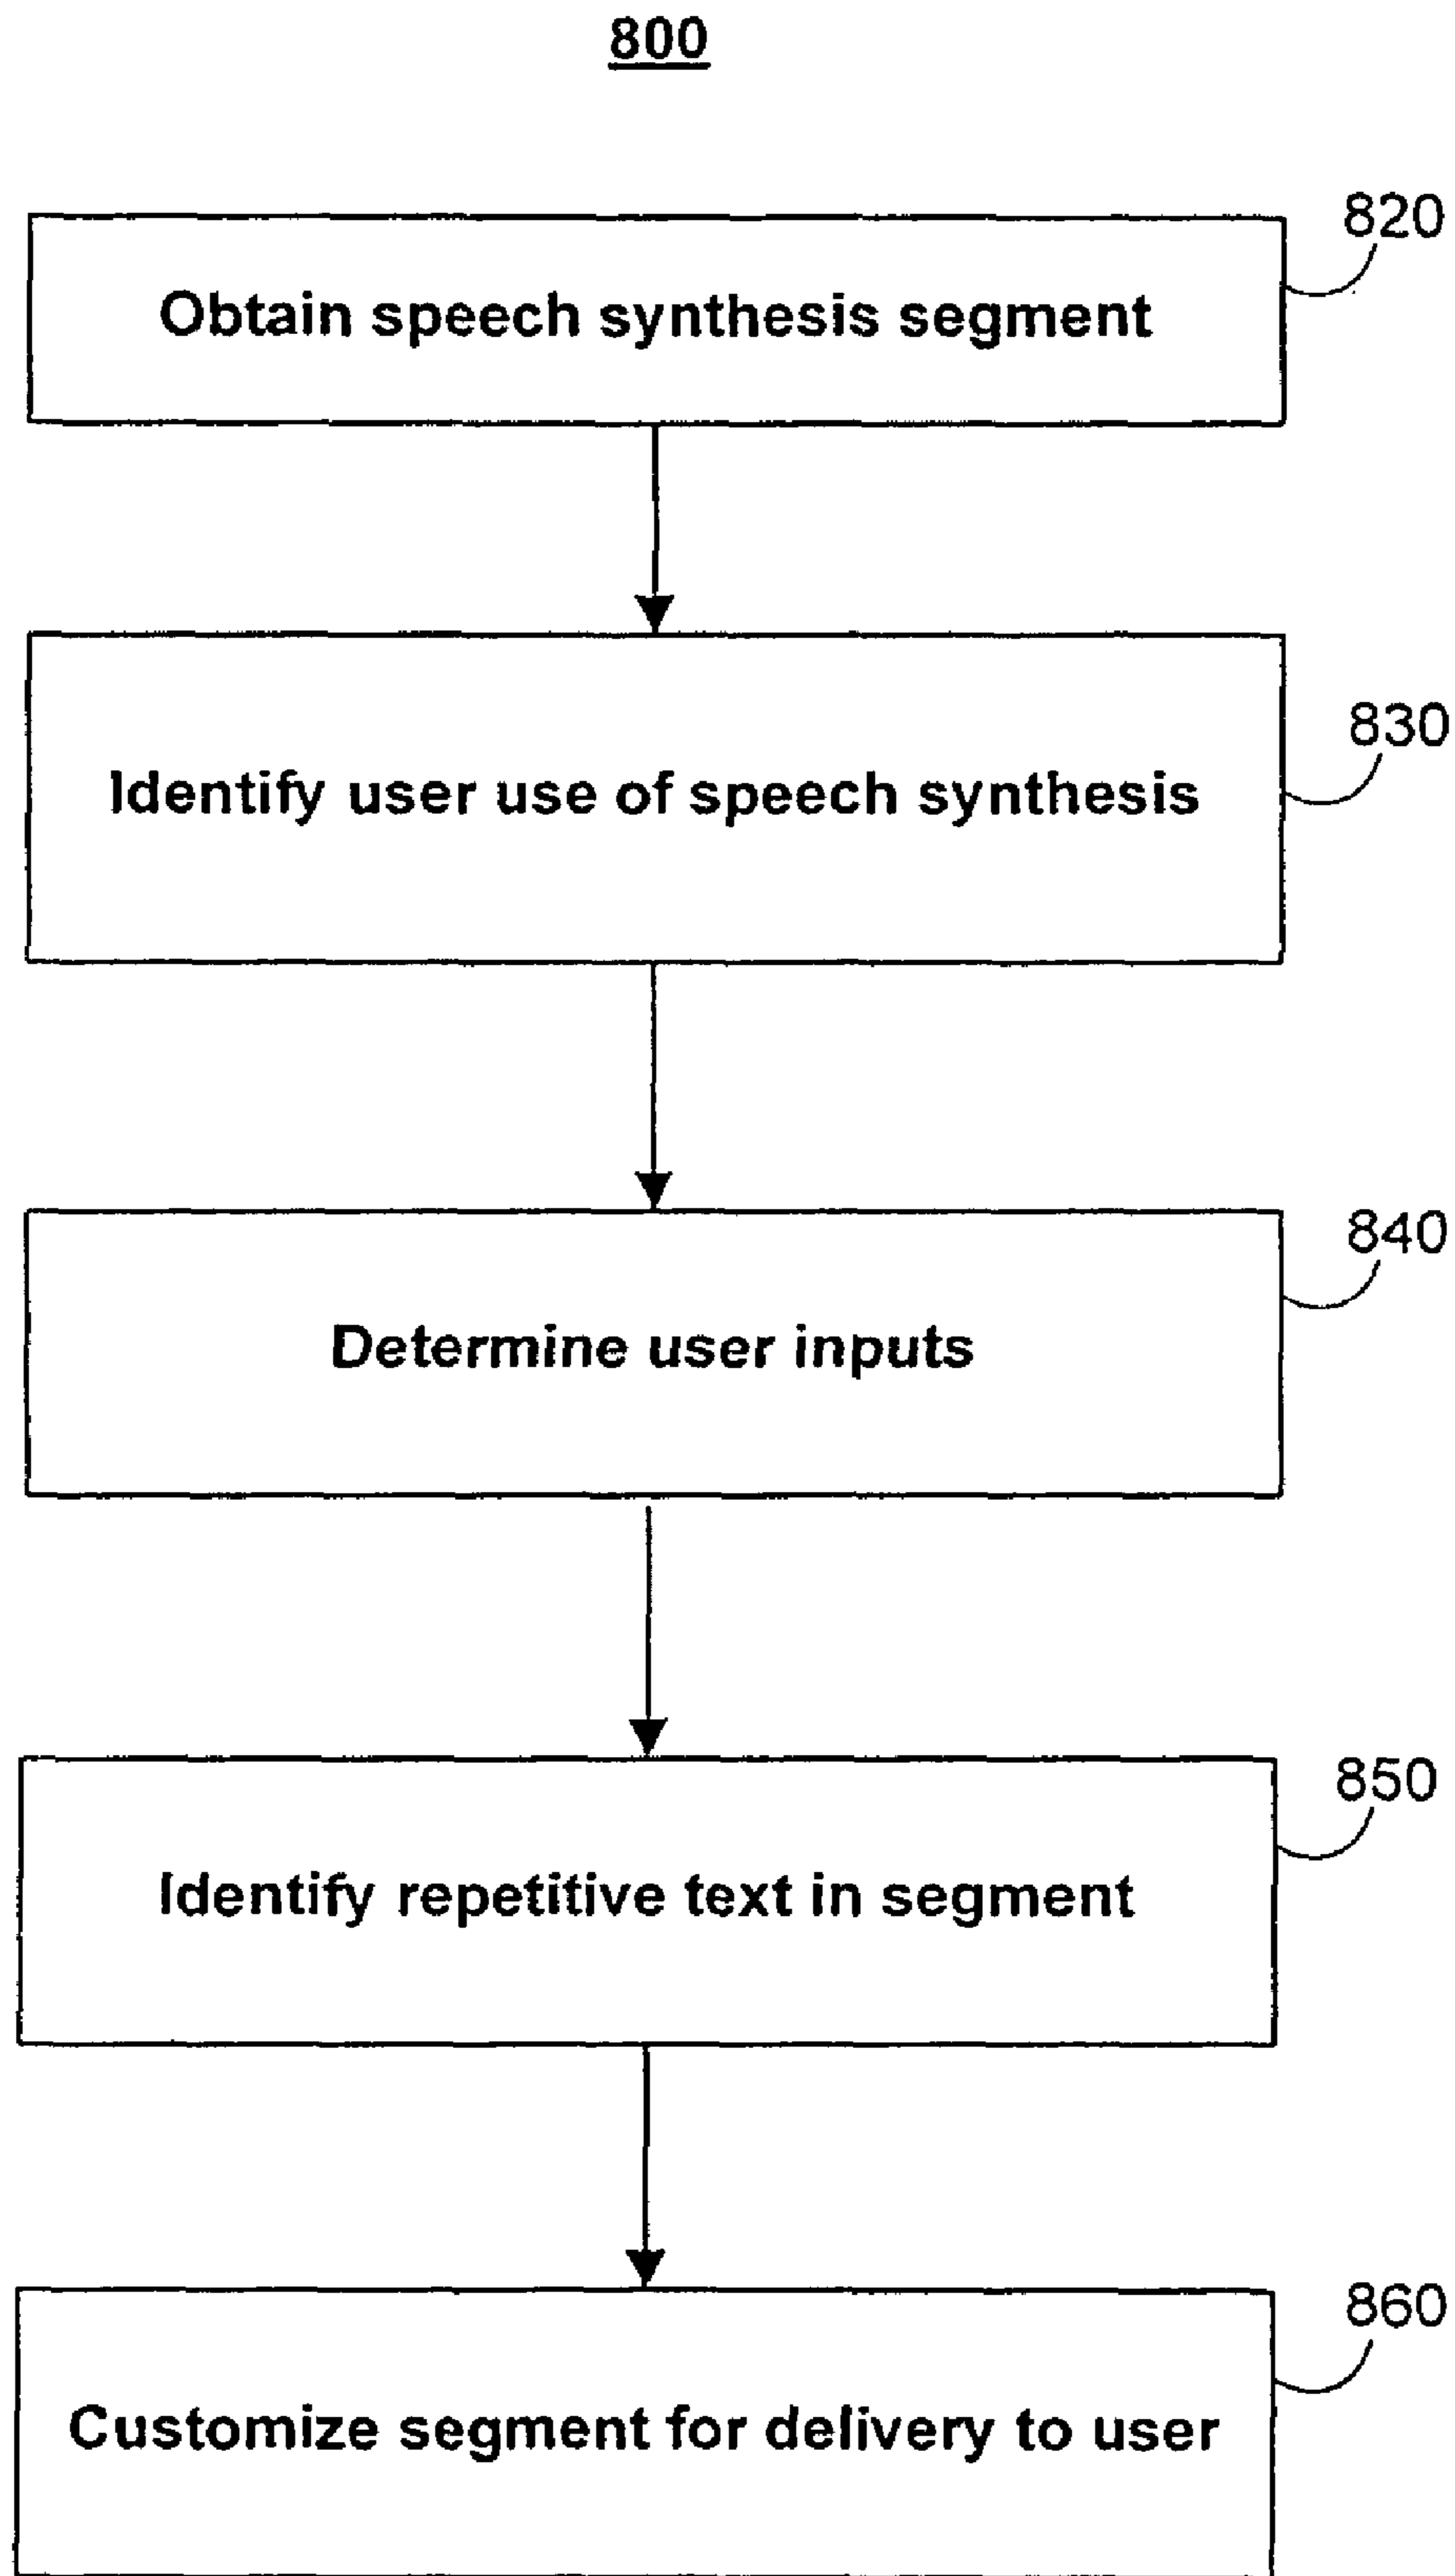 800
820
Obtain speech synthesis segment
830
Identify user use of speech synthesis
840
Determine user inputs
850
Identify repetitive text in segment
860
Customize segment for delivery to user